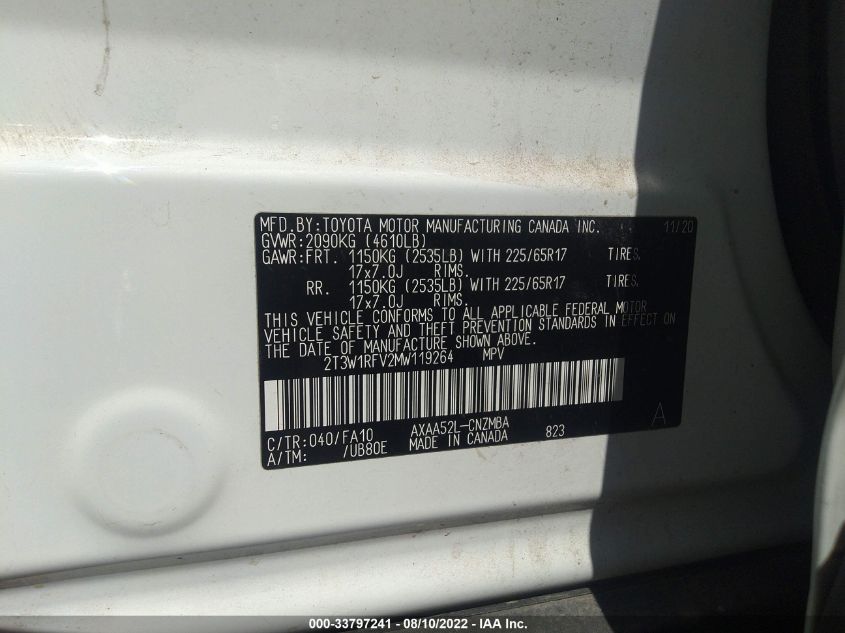 MFD.BY:TOYOTA MOTOR MANUFACTURING CANADA INC. 11/20
GVWR:2090KG (4610LB)
GAWR:FRT. 1150KG (2535LB) WITH 225/65R17 TIRES,
17x7.0J RIMS.
RR. 1150KG (2535LB) WITH 225/65R17 TIRES,
17x7.0J RIMS.
THIS VEHICLE CONFORMS TO ALL APPLICABLE FEDERAL MOTOR
VEHICLE SAFETY AND THEFT PREVENTION STANDARDS IN EFFECT ON
THE DATE OF MANUFACTURE SHOWN ABOVE.
2T3W1RFV2MW119264 MPV
C/TR:040/FA10 AXAA52L-CNZMBA 823 A
A/TM: /UB80E MADE IN CANADA
000-33797241 - 08/10/2022 - IAA Inc.